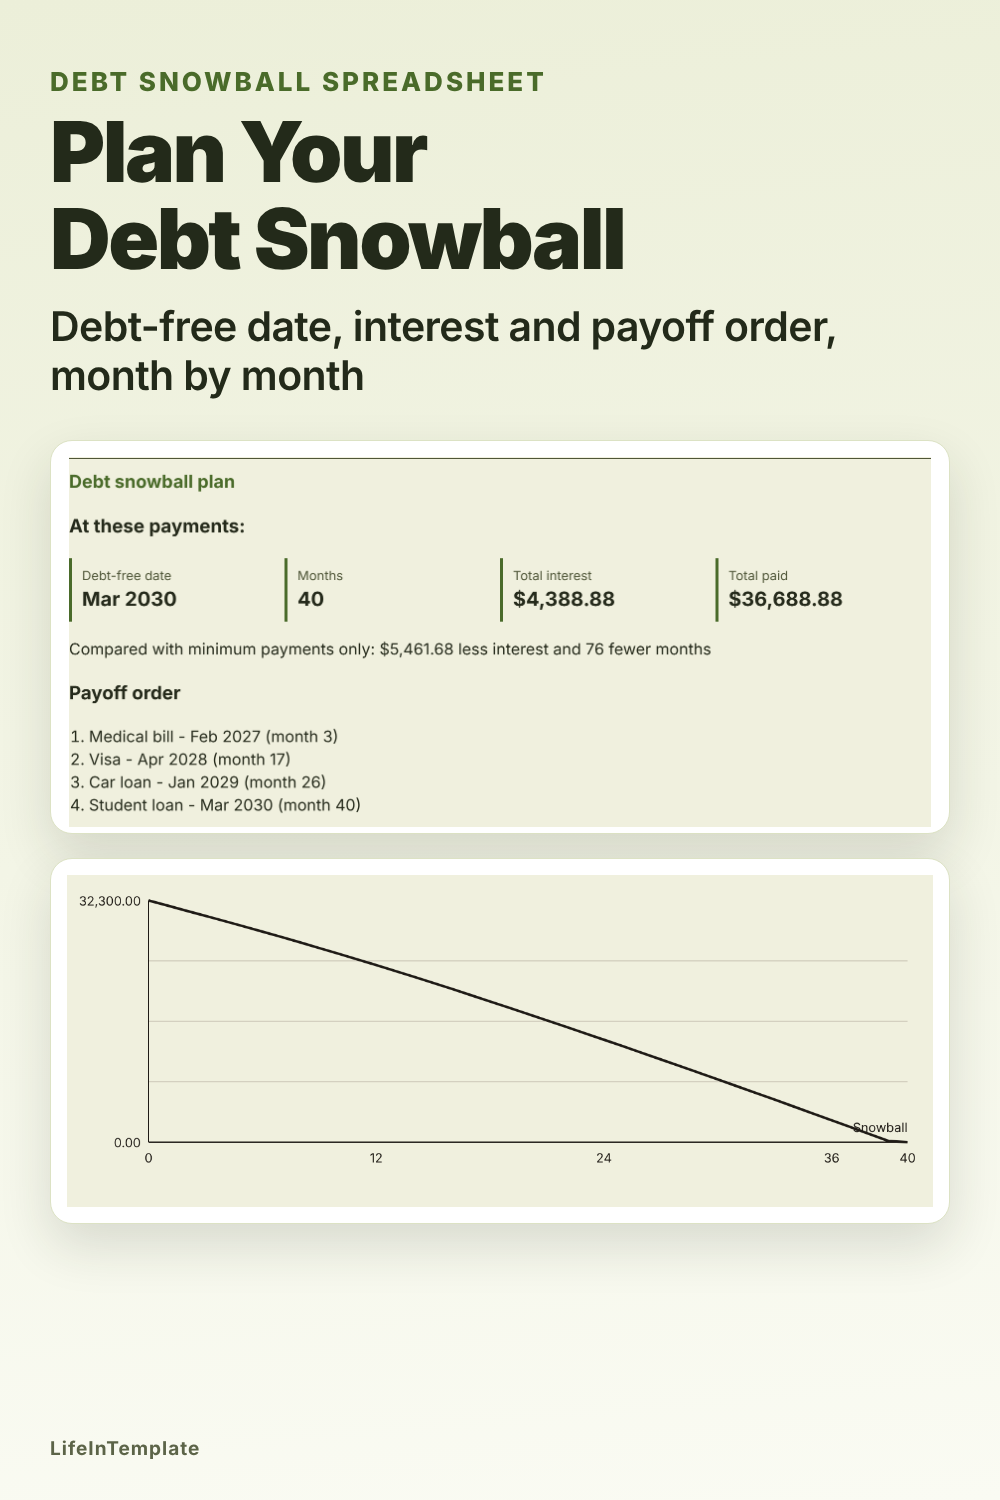 DEBT SNOWBALL SPREADSHEET
Plan Your
Debt Snowball
Debt-free date, interest and payoff order,
month by month
Debt snowball plan
At these payments:
Debt-free date Months Total interest Total paid
Mar 2030 40 $4,388.88 $36,688.88
Compared with minimum payments only: $5,461.68 less interest and 76 fewer months
Payoff order
1. Medical bill - Feb 2027 (month 3)
2. Visa - Apr 2028 (month 17)
3. Car loan - Jan 2029 (month 26)
4. Student loan - Mar 2030 (month 40)
32,300.00
Snowball
0.00
0 12 24 36 40
LifeInTemplate